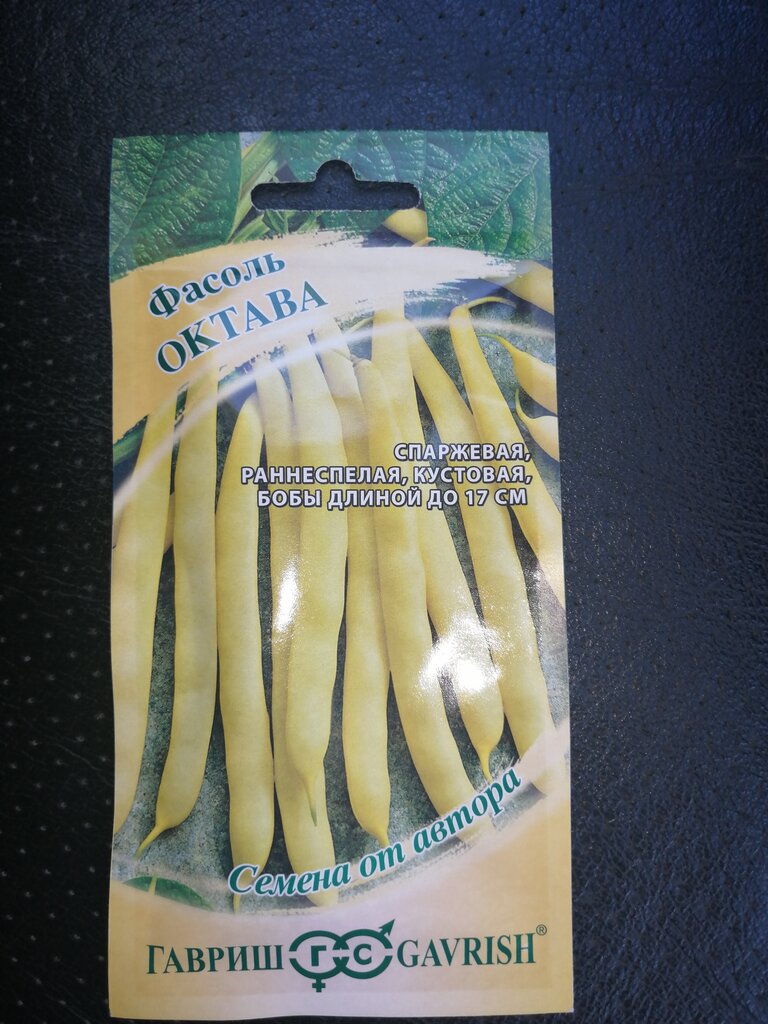 Фасоль
ОКТАВА
СПАРЖЕВАЯ,
РАННЕСПЕЛАЯ, КУСТОВАЯ,
БОБЫ ДЛИНОЙ ДО 17 СМ
Семена от автора
ГАВРИШ ГС GAVRISH®